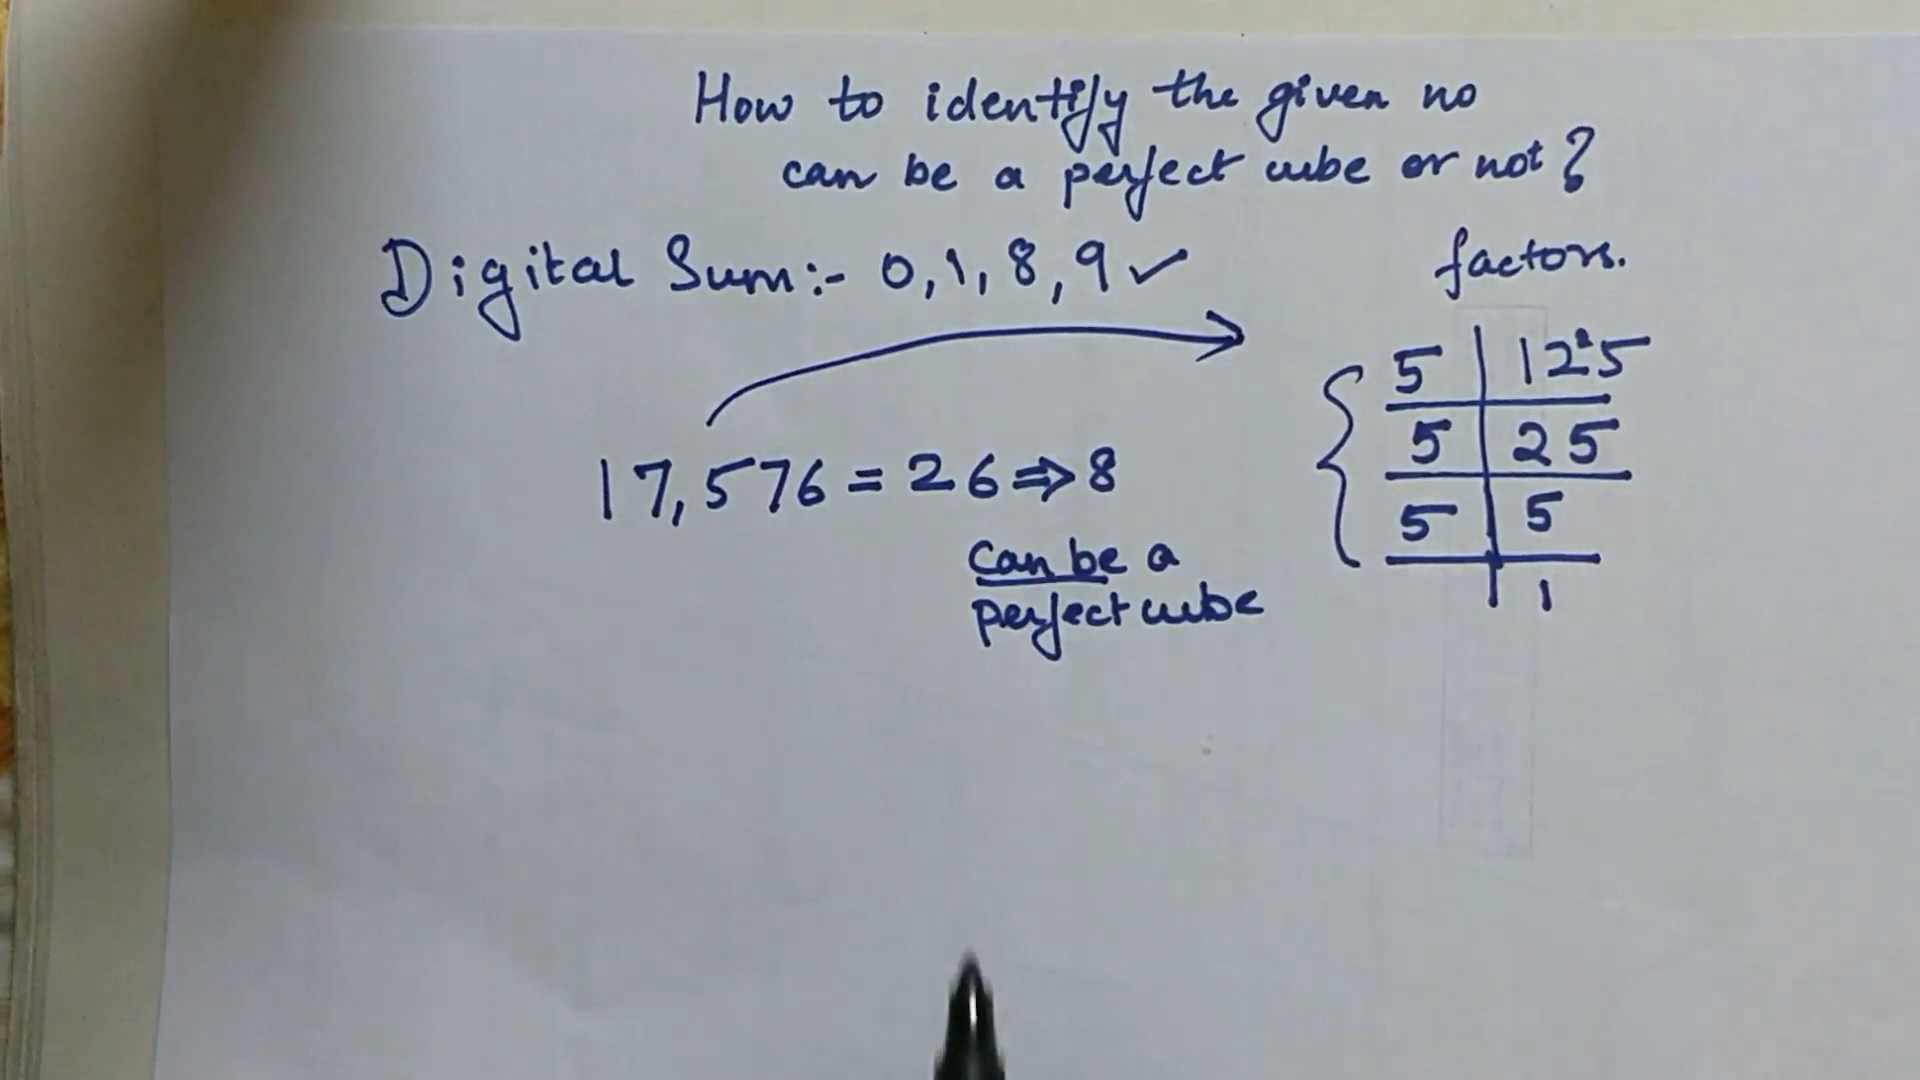 How to identify the given no
can be a perfect cube or not?
Digital Sum:- 0, 1, 8, 9 ✓
factors.
5 | 125
5 | 25
5 | 5
1
17,576 = 26 ⇒ 8
can be a
perfect cube